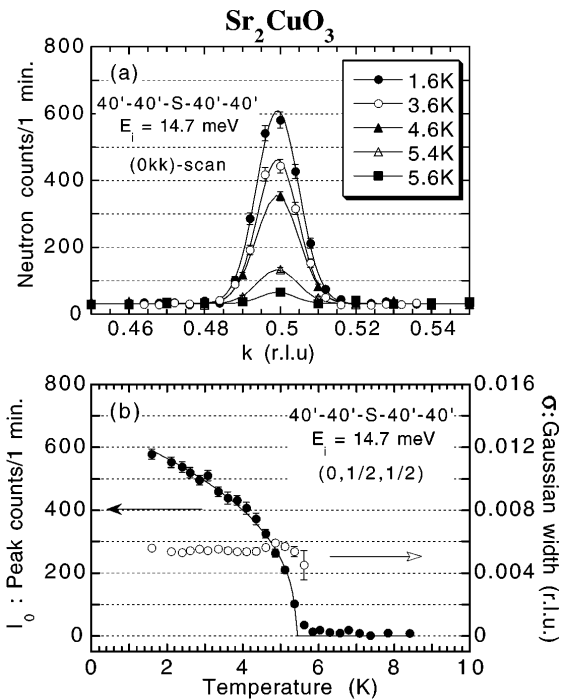 Sr₂CuO₃
(a)
40'-40'-S-40'-40'
Eᵢ = 14.7 meV
(0kk)-scan
1.6K
3.6K
4.6K
5.4K
5.6K
Neutron counts/1 min.
800
600
400
200
0
0.46 0.48 0.5 0.52 0.54
k (r.l.u)
(b)
40'-40'-S-40'-40'
Eᵢ = 14.7 meV
(0,1/2,1/2)
I₀ : Peak counts/1 min.
800
600
400
200
0
0.016
0.012
0.008
0.004
0
σ:Gaussian width (r.l.u.)
0 2 4 6 8 10
Temperature (K)